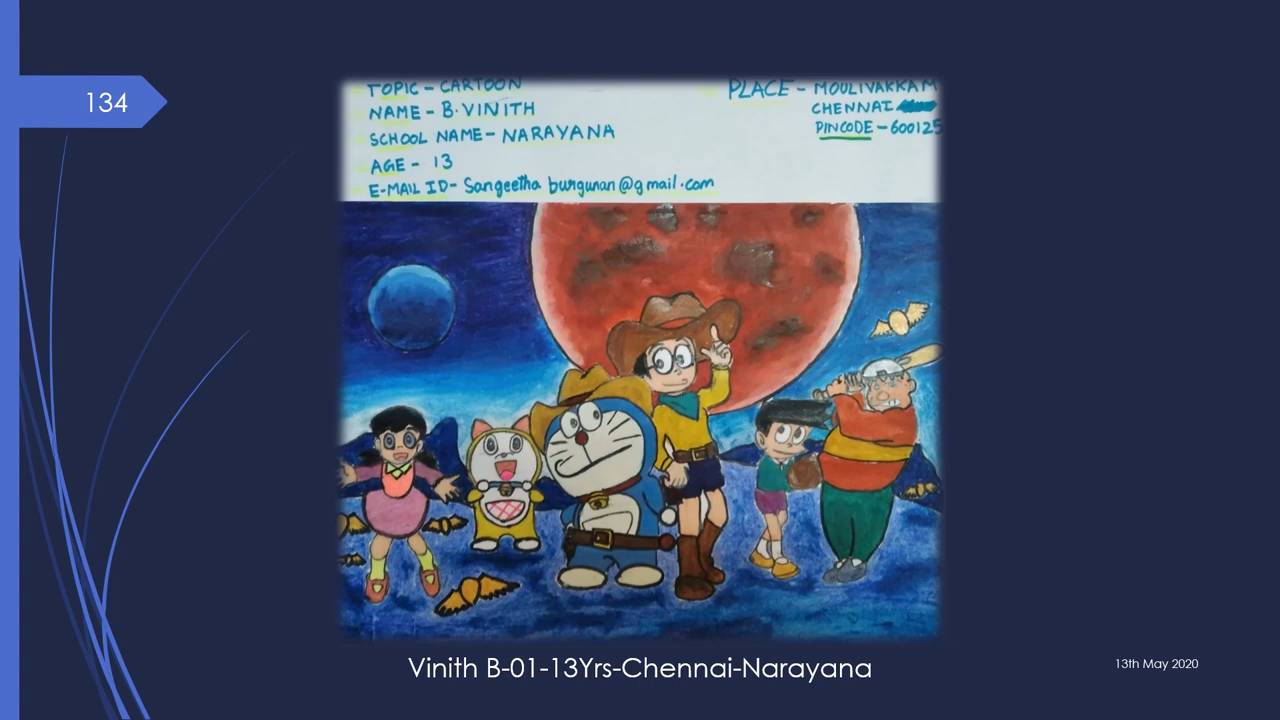 134
TOPIC - CARTOON
NAME - B.VINITH
SCHOOL NAME - NARAYANA
AGE - 13
E-MAIL ID - Sangeetha burgunan@gmail.com
PLACE - MOULIVAKKAM
CHENNAI
PINCODE - 600125
Vinith B-01-13Yrs-Chennai-Narayana
13th May 2020